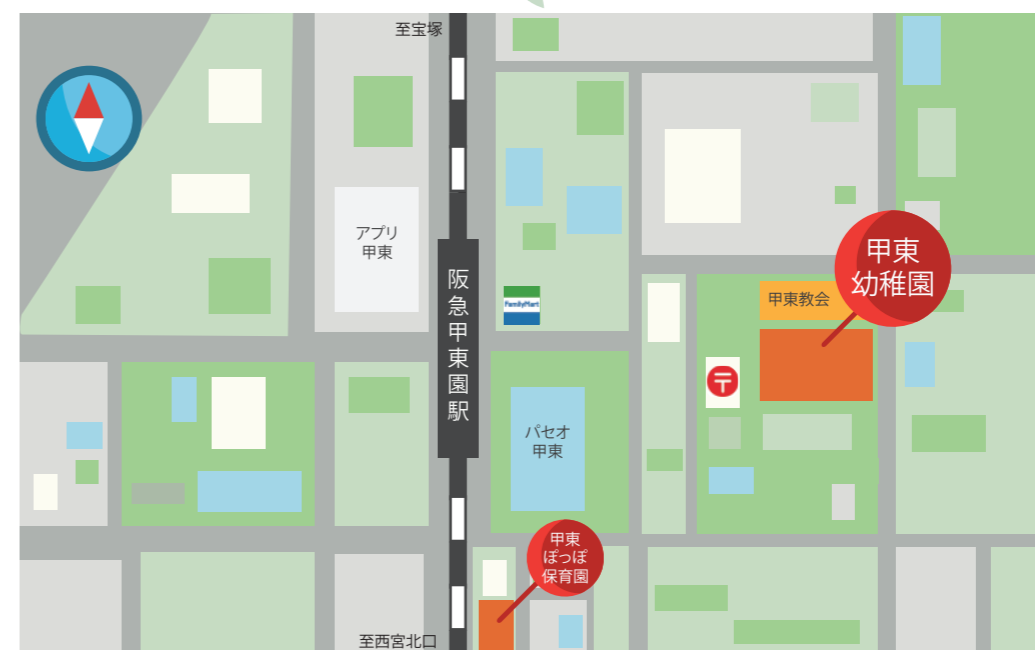 至宝塚
アプリ
甲東
阪急甲東園駅
FamilyMart
甲東
幼稚園
甲東教会
パセオ
甲東
甲東
ぽっぽ
保育園
至西宮北口